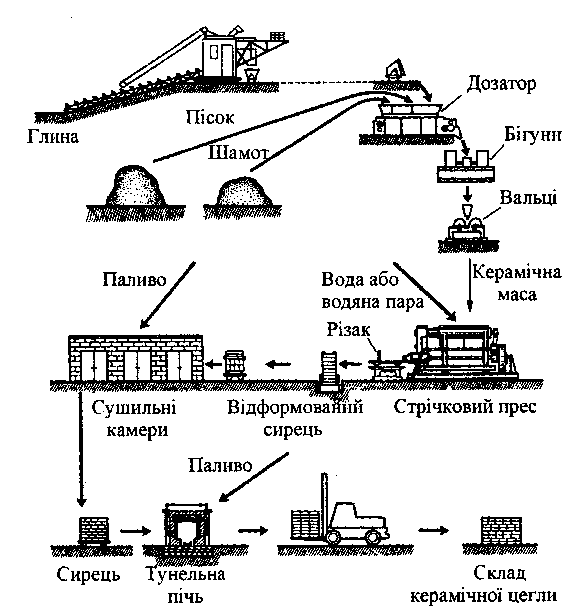 Дозатор
Глина
Пісок
Шамот
Бігуни
Вальці
Паливо
Вода або
водяна пара
Керамічна
маса
Різак
Сушильні
камери
Відформований
сирець
Стрічковий прес
Паливо
Сирець
Тунельна
піч
Склад
керамічної цегли